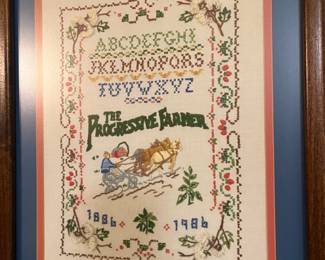 ABCDEFGHI
JKLMNOPQRS
TUVWXYZ
THE
PROGRESSIVE FARMER
1886 1986